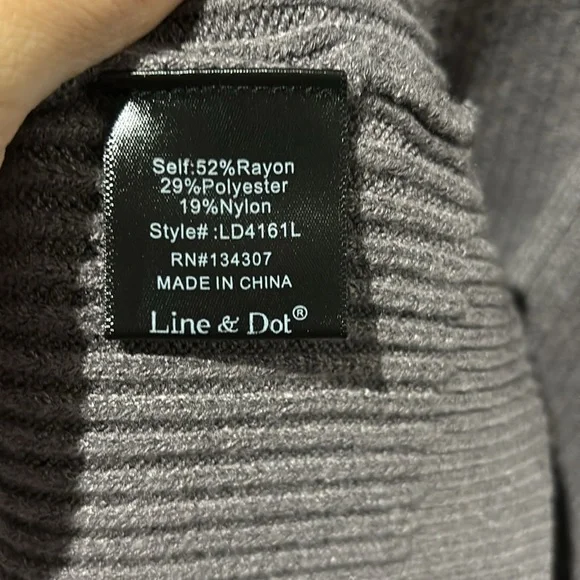 Self:52%Rayon
29%Polyester
19%Nylon
Style#:LD4161L
RN#134307
MADE IN CHINA
Line & Dot®